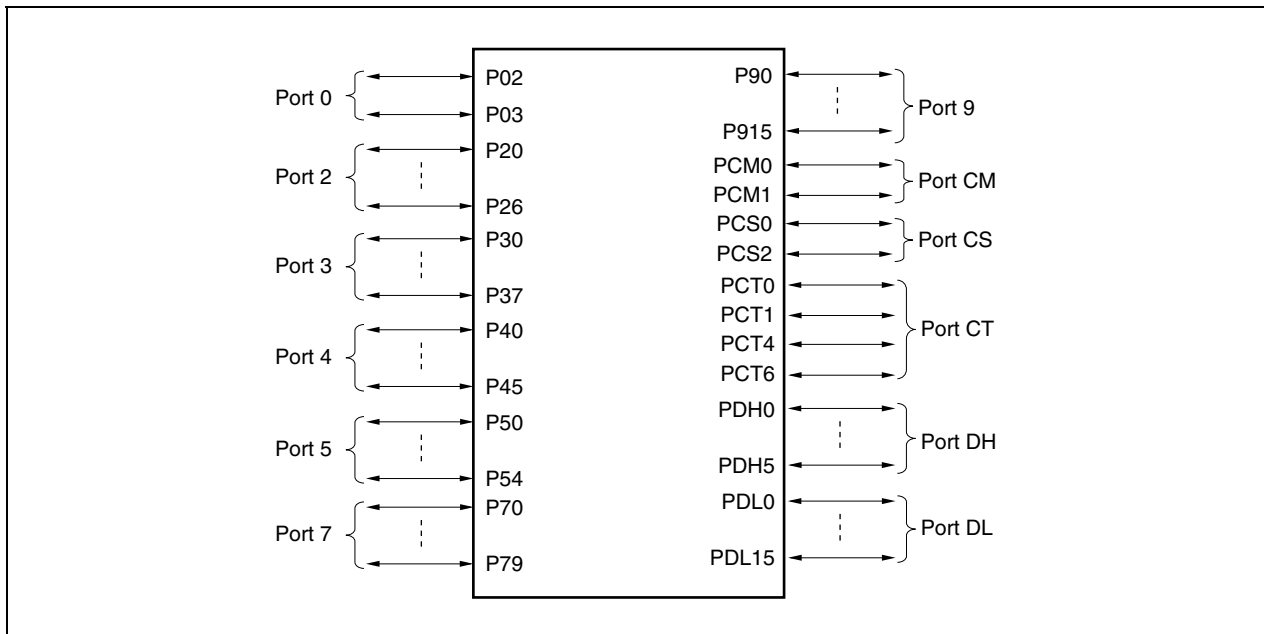 Port 0
P02
P03
Port 2
P20
P26
Port 3
P30
P37
Port 4
P40
P45
Port 5
P50
P54
Port 7
P70
P79
P90
P915
Port 9
PCM0
PCM1
Port CM
PCS0
PCS2
Port CS
PCT0
PCT1
PCT4
PCT6
Port CT
PDH0
PDH5
Port DH
PDL0
PDL15
Port DL